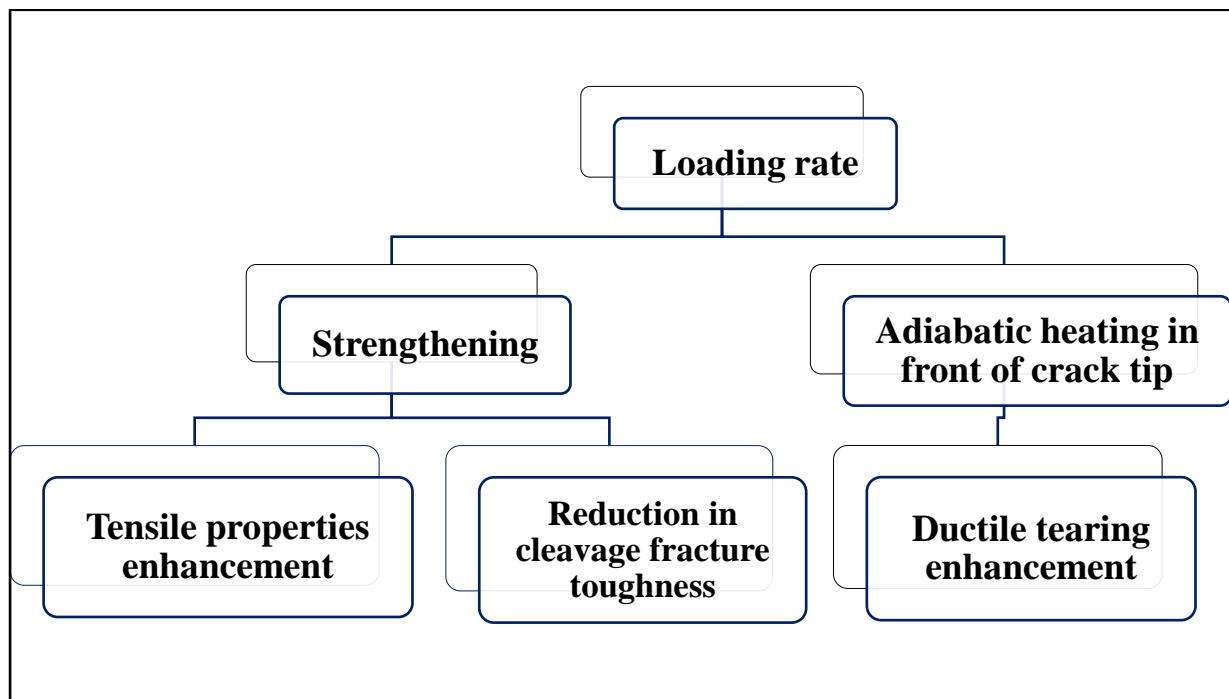 Loading rate
Strengthening
Adiabatic heating in
front of crack tip
Tensile properties
enhancement
Reduction in
cleavage fracture
toughness
Ductile tearing
enhancement